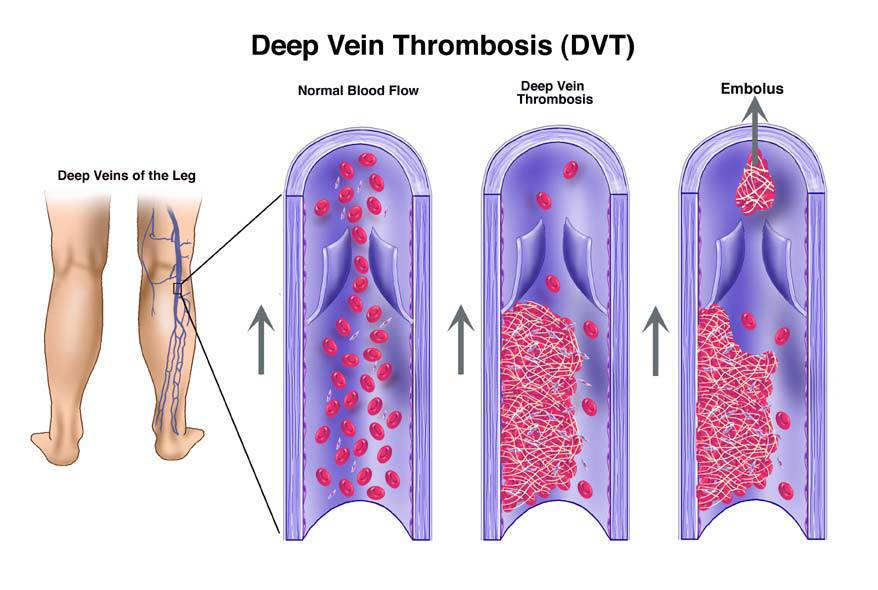 Deep Vein Thrombosis (DVT)
Normal Blood Flow
Deep Vein
Thrombosis
Embolus
Deep Veins of the Leg